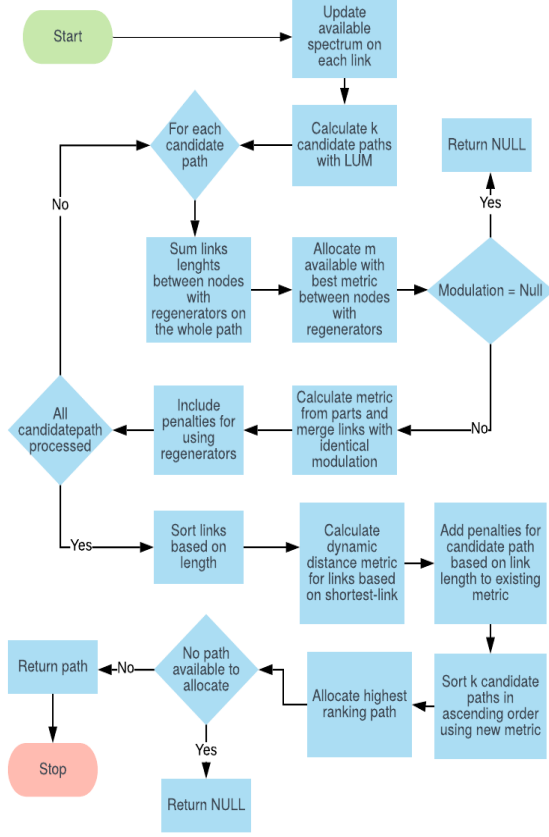 Start
Update
available
spectrum on
each link
For each
candidate
path
Calculate k
candidate paths
with LUM
Return NULL
No
Yes
Sum links
lenghts
between nodes
with
regenerators on
the whole path
Allocate m
available with
best metric
between nodes
with
regenerators
Modulation = Null
All
candidatepath
processed
Include
penalties for
using
regenerators
Calculate metric
from parts and
merge links with
identical
modulation
No
Yes
Sort links
based on
length
Calculate
dynamic
distance metric
for links based
on shortest-link
Add penalties for
candidate path
based on link
length to existing
metric
Return path
No
No path
available to
allocate
Allocate highest
ranking path
Sort k candidate
paths in
ascending order
using new metric
Yes
Stop
Return NULL